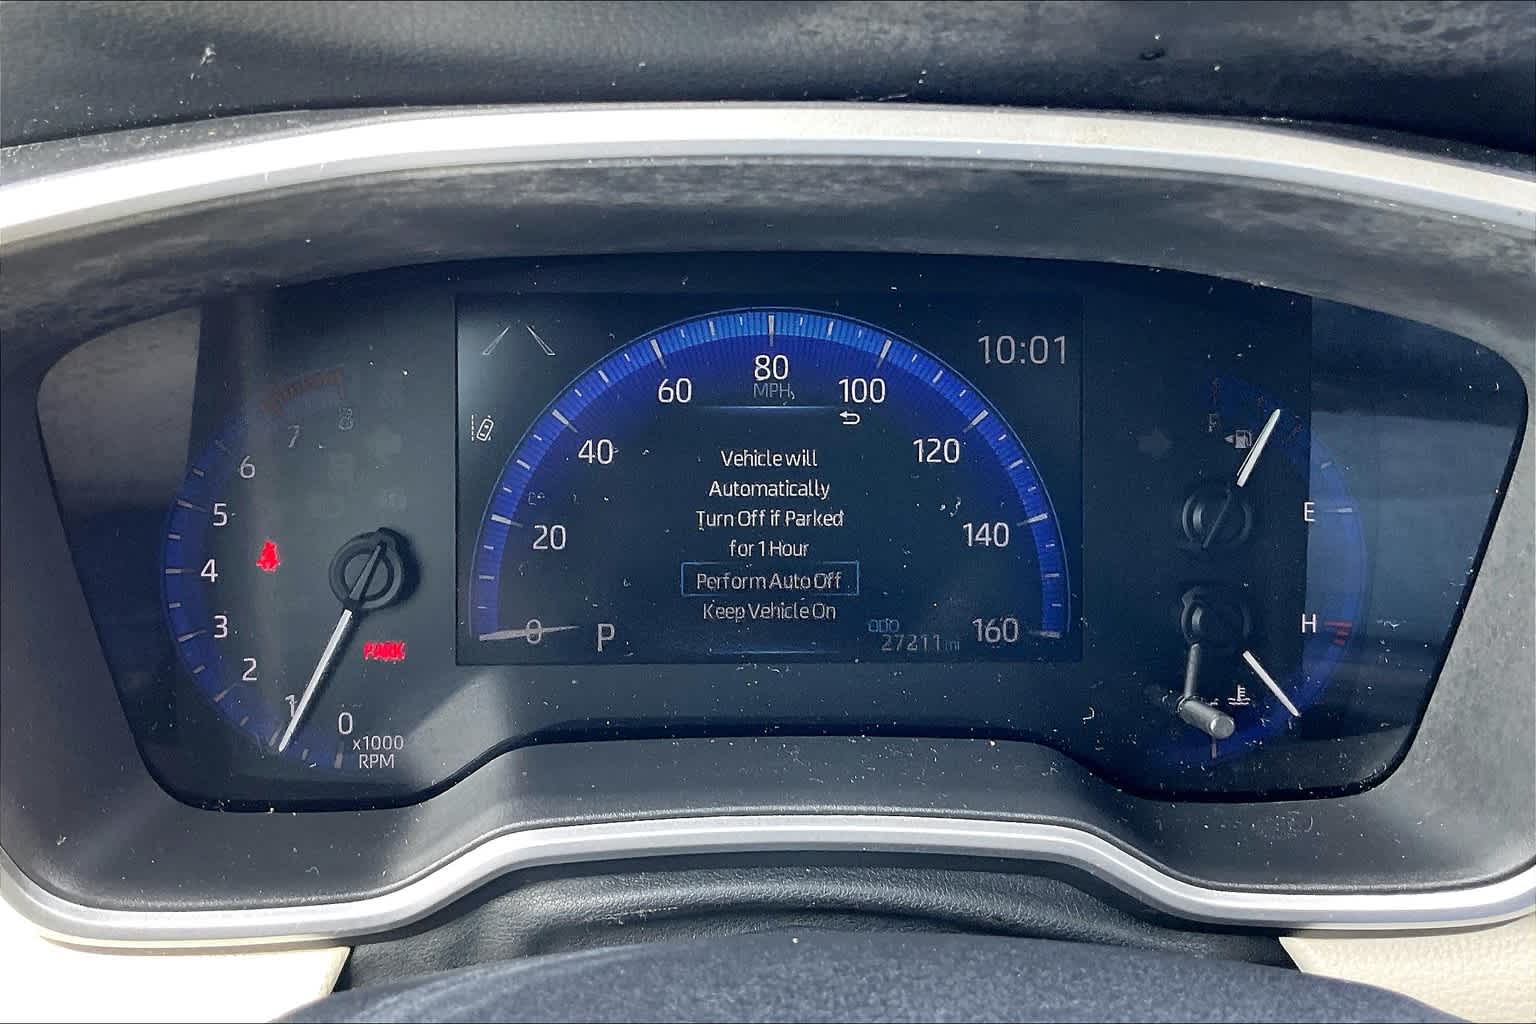 10:01
80
MPH
60
100
40
120
20
140
0
160
Vehicle will
Automatically
Turn Off if Parked
for 1 Hour
Perform Auto Off
Keep Vehicle On
P
ODO
27211 mi
7
6
5
4
3
2
1
0
x1000
RPM
PARK
E
H